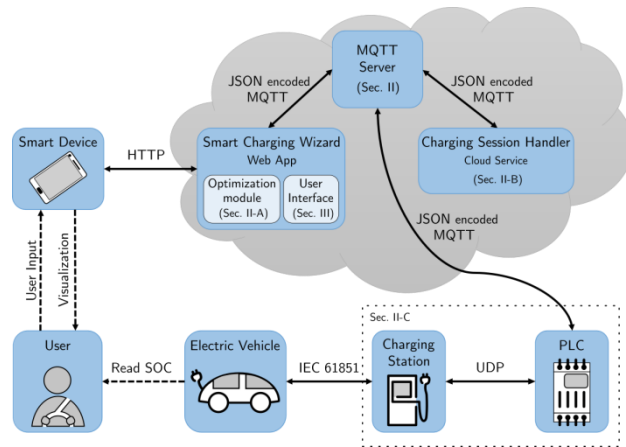 MQTT
Server
(Sec. II)
JSON encoded
MQTT
JSON encoded
MQTT
Smart Device
HTTP
Smart Charging Wizard
Web App
Optimization
module
(Sec. II-A)
User
Interface
(Sec. III)
Charging Session Handler
Cloud Service
(Sec. II-B)
JSON encoded
MQTT
User Input
Visualization
Sec. II-C
User
Read SOC
Electric Vehicle
IEC 61851
Charging
Station
UDP
PLC